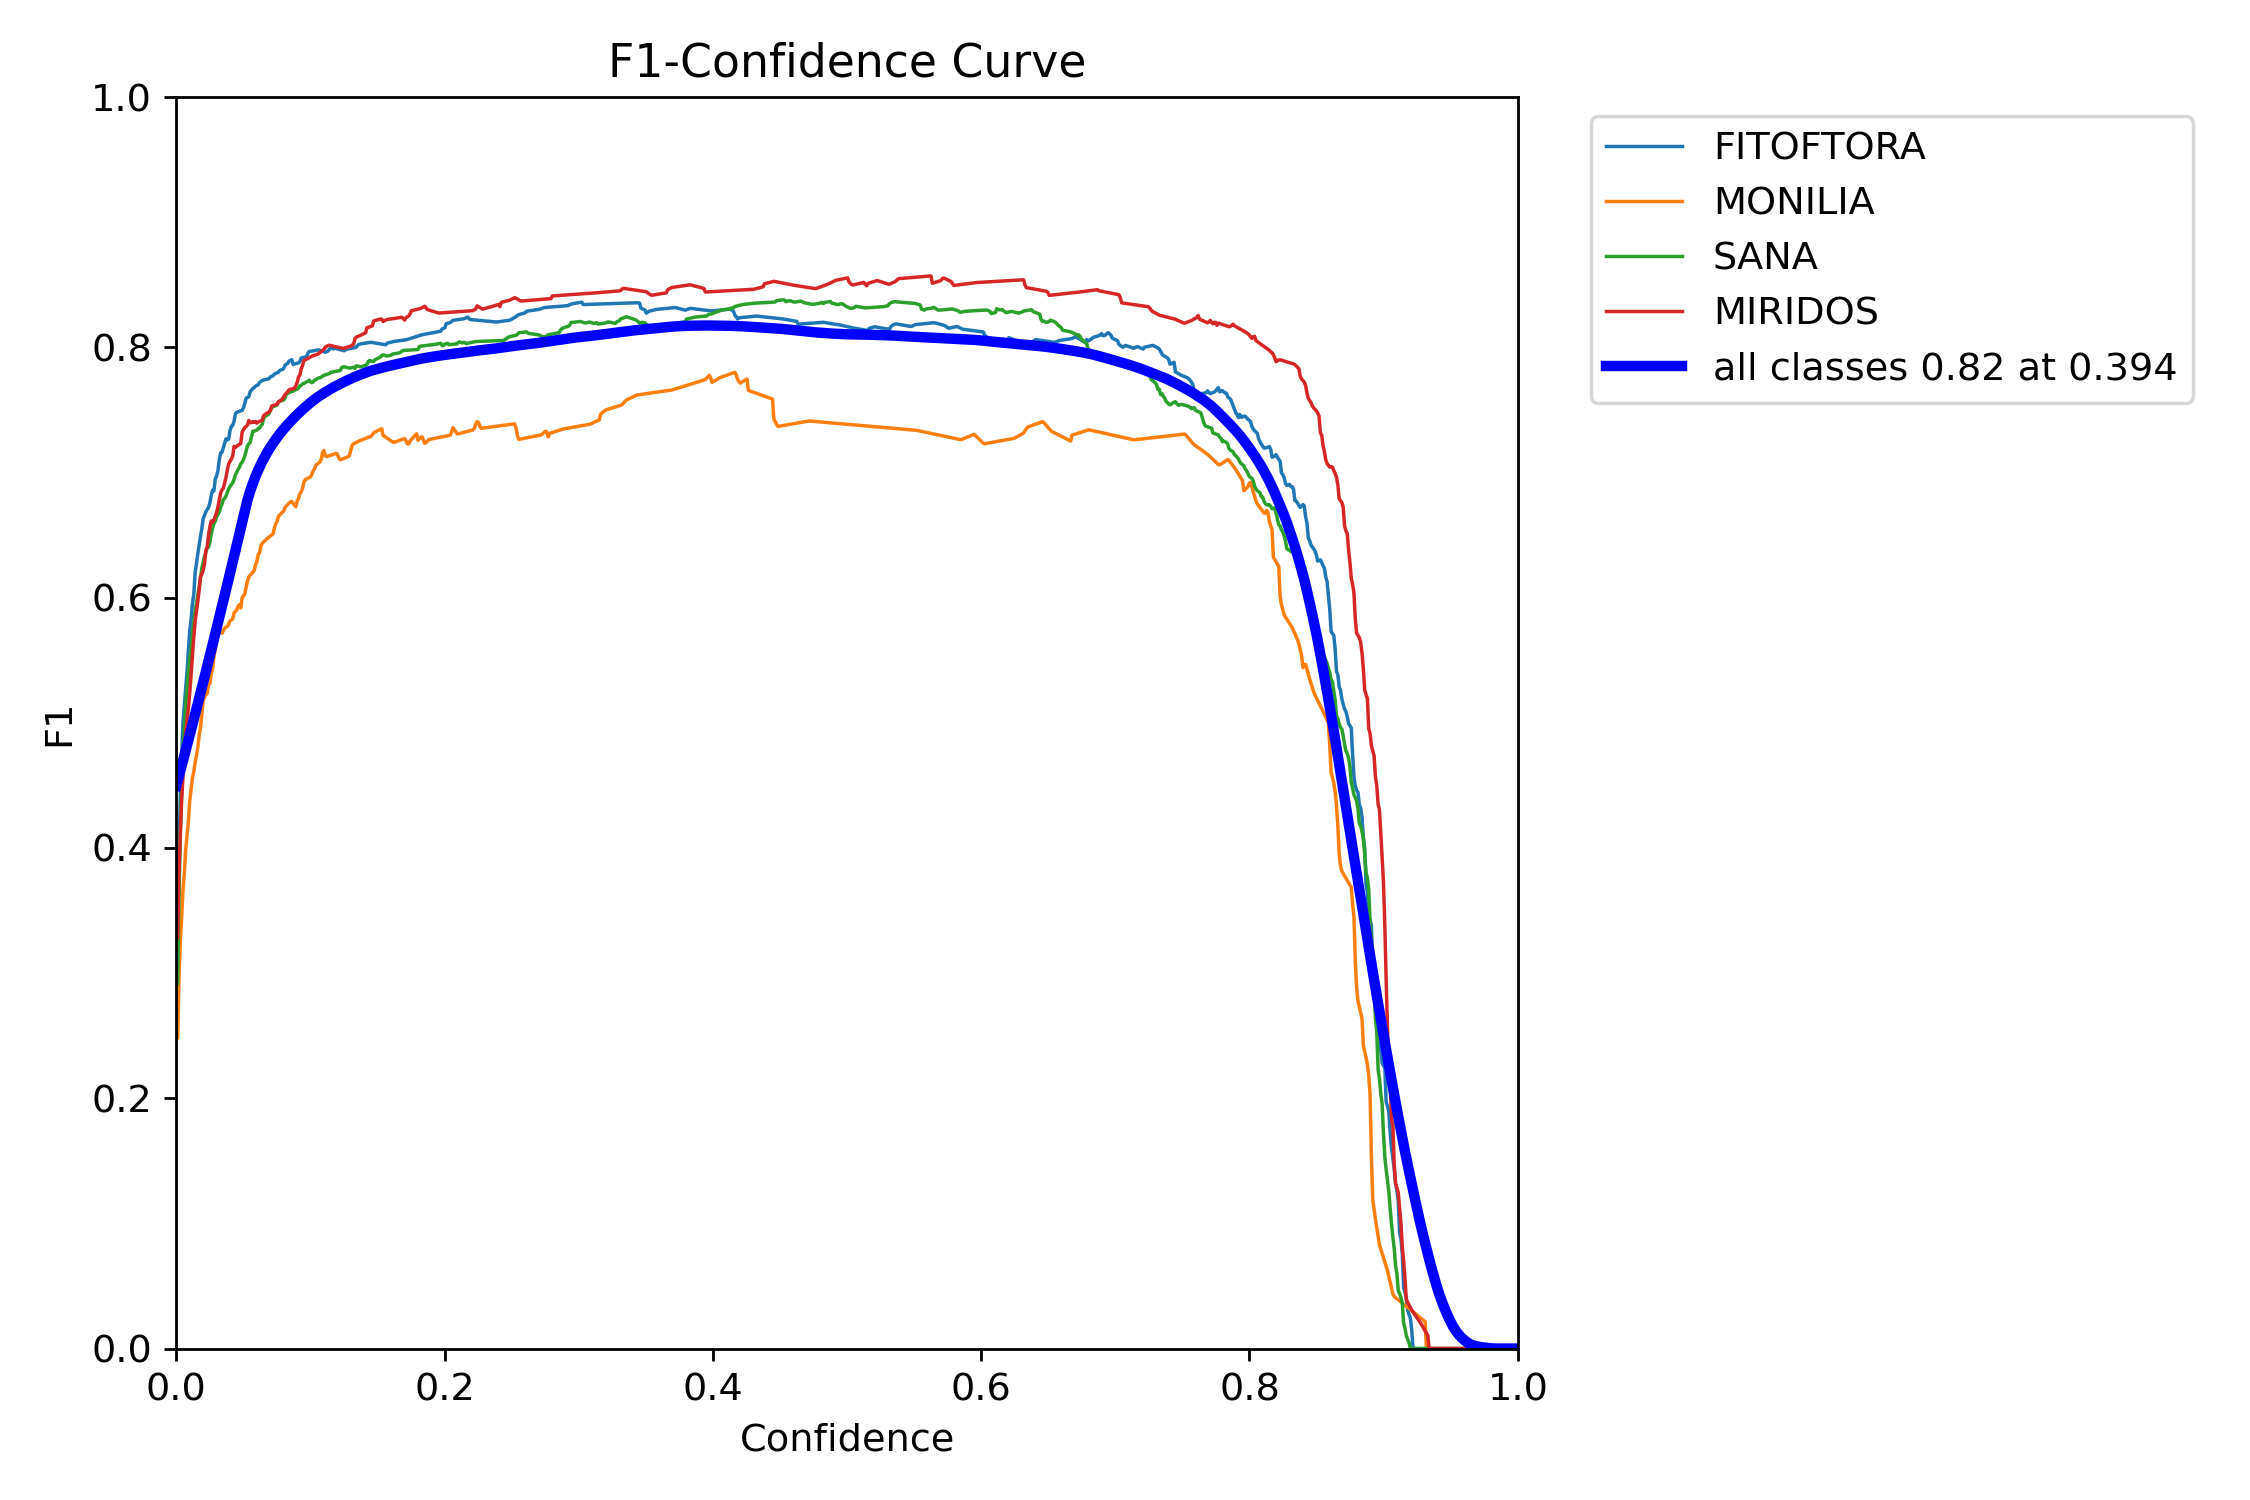 F1-Confidence Curve
1.0
0.8
0.6
0.4
0.2
0.0
F1
0.0 0.2 0.4 0.6 0.8 1.0
Confidence
FITOFTORA
MONILIA
SANA
MIRIDOS
all classes 0.82 at 0.394